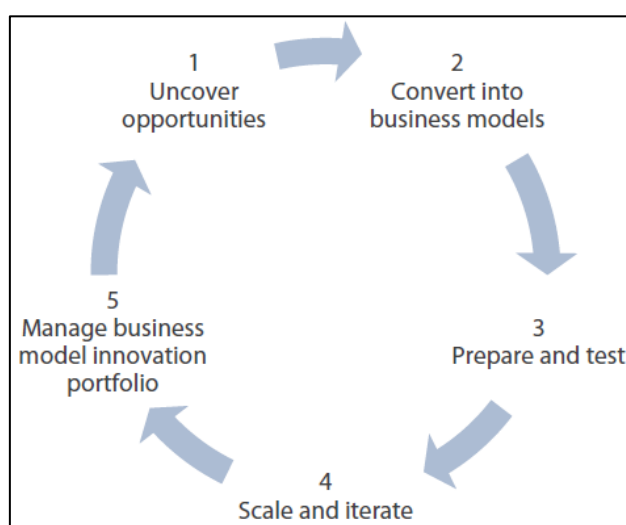 1
Uncover
opportunities
2
Convert into
business models
3
Prepare and test
4
Scale and iterate
5
Manage business
model innovation
portfolio